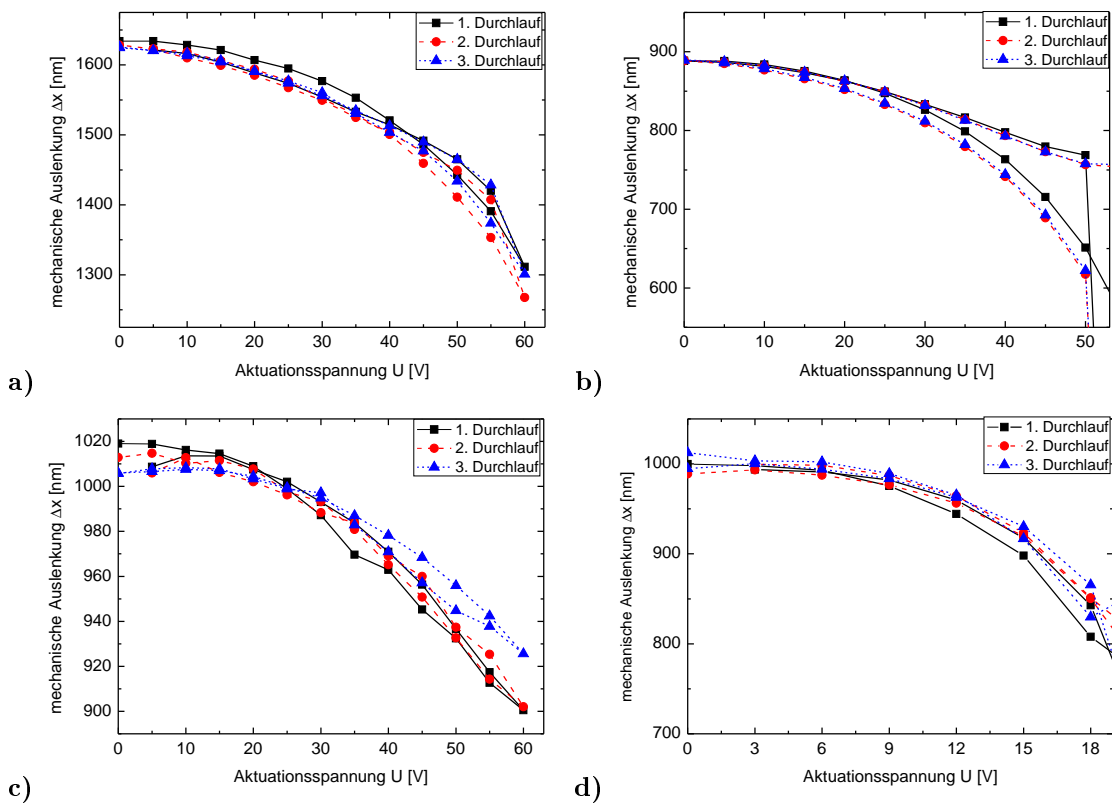 1. Durchlauf
2. Durchlauf
3. Durchlauf
1600
1500
1400
1300
mechanische Auslenkung Δx [nm]
0 10 20 30 40 50 60
Aktuationsspannung U [V]
a)
1. Durchlauf
2. Durchlauf
3. Durchlauf
900
800
700
600
mechanische Auslenkung Δx [nm]
0 10 20 30 40 50
Aktuationsspannung U [V]
b)
1. Durchlauf
2. Durchlauf
3. Durchlauf
1020
1000
980
960
940
920
900
mechanische Auslenkung Δx [nm]
0 10 20 30 40 50 60
Aktuationsspannung U [V]
c)
1. Durchlauf
2. Durchlauf
3. Durchlauf
1000
900
800
700
mechanische Auslenkung Δx [nm]
0 3 6 9 12 15 18
Aktuationsspannung U [V]
d)